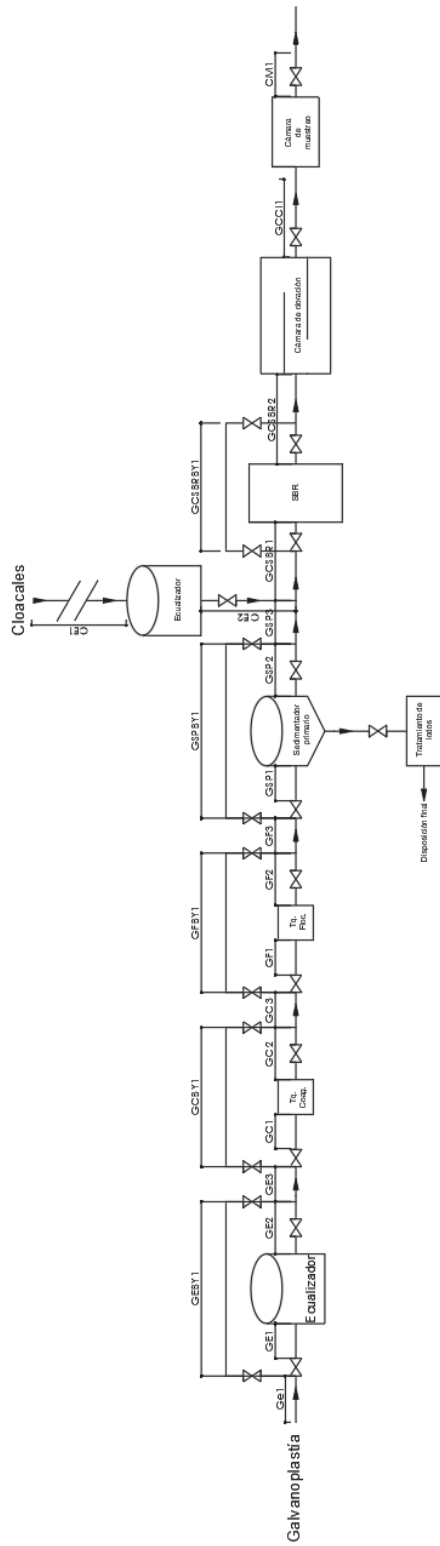 Galvanoplastía
Ge1
GEBY1
GE1
Ecualizador
GE2
GE3
GCBY1
GC1
Tq.
Coag.
GC2
GC3
GFBY1
GF1
Tq.
Floc.
GF2
GF3
GSPBY1
GSP1
Sedimentador
primario
GSP2
GSP3
Tratamiento de
lodos
Disposición final
Cloacales
CE1
Ecualizador
CE2
GCSBRBY1
GCSBR1
SBR
GCSBR2
Cámara de cloración
GCCl1
Cámara
de
muestreo
CM1